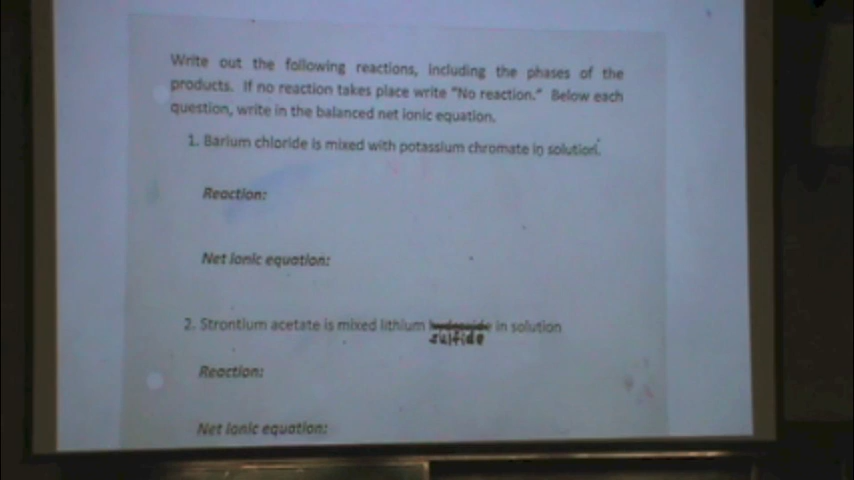 Write out the following reactions, including the phases of the
products. If no reaction takes place write "No reaction." Below each
question, write in the balanced net ionic equation.
1. Barium chloride is mixed with potassium chromate in solution.
Reaction:
Net ionic equation:
2. Strontium acetate is mixed lithium hydroxide in solution
sulfide
Reaction:
Net ionic equation: